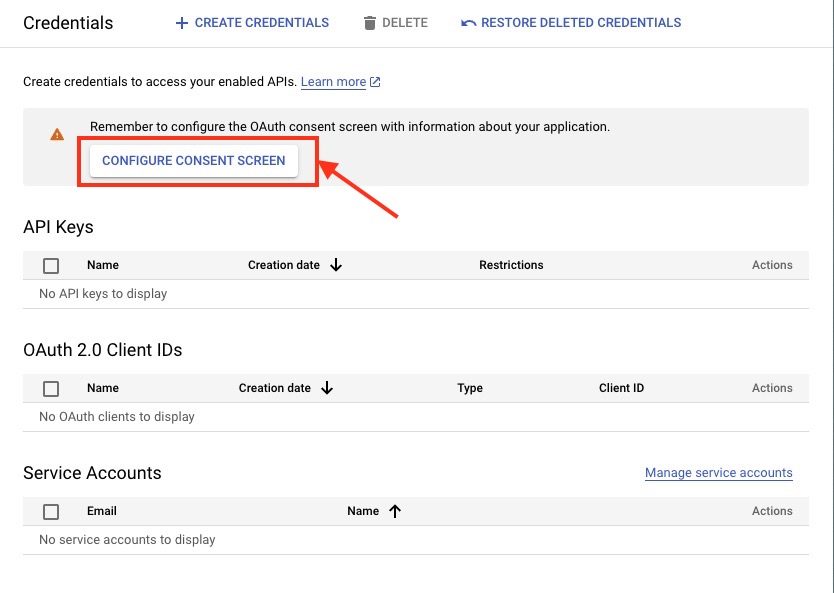 Credentials
CREATE CREDENTIALS
DELETE
RESTORE DELETED CREDENTIALS
Create credentials to access your enabled APIs. Learn more
Remember to configure the OAuth consent screen with information about your application.
CONFIGURE CONSENT SCREEN
API Keys
Name Creation date Restrictions Actions
No API keys to display
OAuth 2.0 Client IDs
Name Creation date Type Client ID Actions
No OAuth clients to display
Service Accounts
Manage service accounts
Email Name Actions
No service accounts to display